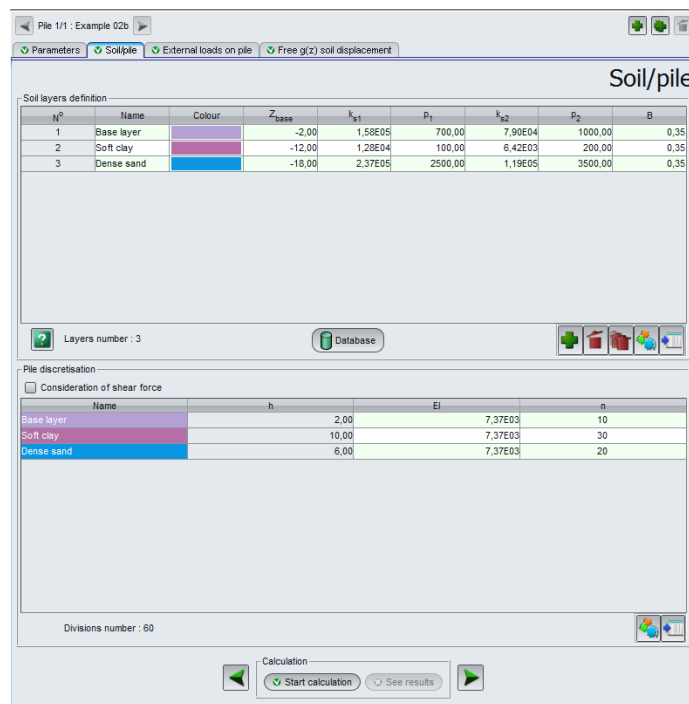 Pile 1/1 : Example 02b
Parameters Soil/pile External loads on pile Free g(z) soil displacement
Soil/pile
Soil layers definition
N° Name Colour Zbase ks1 p1 ks2 p2 B
1 Base layer -2,00 1,58E05 700,00 7,90E04 1000,00 0,35
2 Soft clay -12,00 1,28E04 100,00 6,42E03 200,00 0,35
3 Dense sand -18,00 2,37E05 2500,00 1,19E05 3500,00 0,35
? Layers number : 3 Database
Pile discretisation
Consideration of shear force
Name h EI n
Base layer 2,00 7,37E03 10
Soft clay 10,00 7,37E03 30
Dense sand 6,00 7,37E03 20
Divisions number : 60
Calculation
Start calculation See results